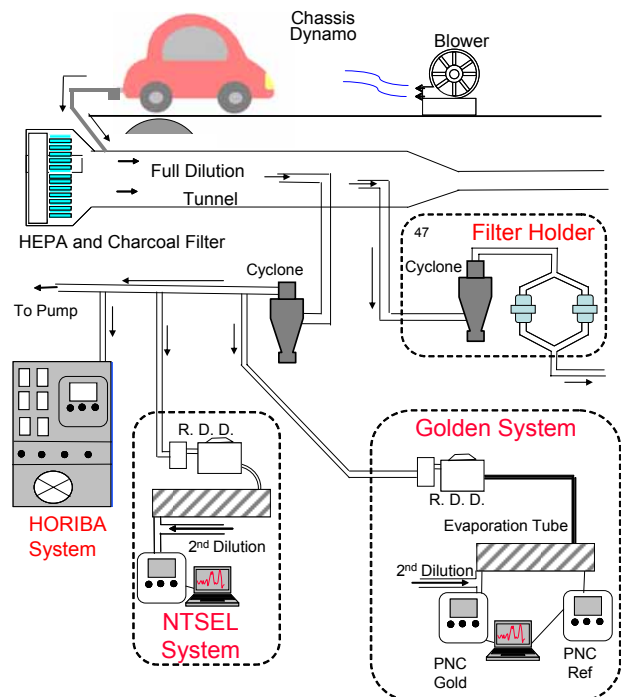 Chassis
Dynamo
Blower
Full Dilution
Tunnel
HEPA and Charcoal Filter
47
Filter Holder
Cyclone
Cyclone
To Pump
R. D. D.
Golden System
R. D. D.
HORIBA
System
Evaporation Tube
2nd Dilution
2nd Dilution
NTSEL
System
PNC
Gold
PNC
Ref